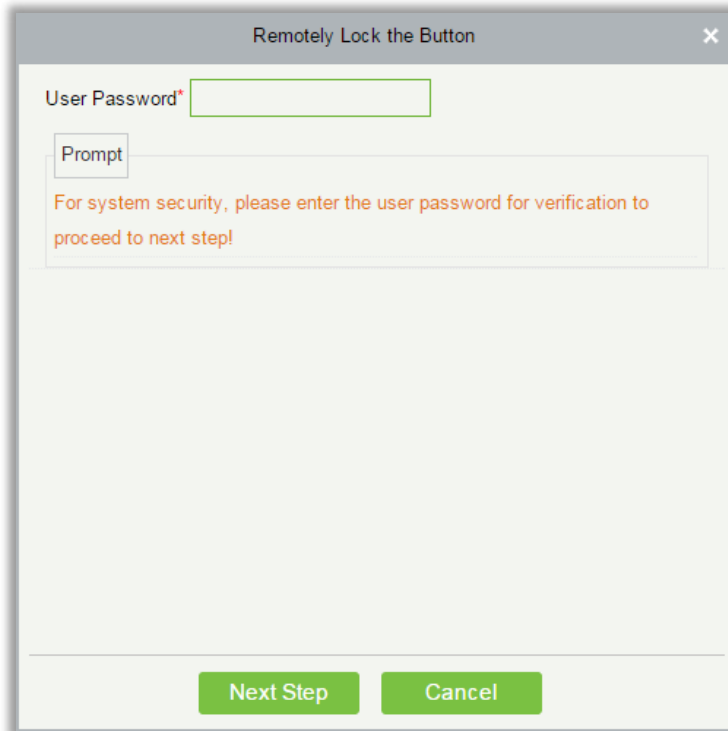 Remotely Lock the Button ×
User Password*
Prompt
For system security, please enter the user password for verification to
proceed to next step!
Next Step Cancel